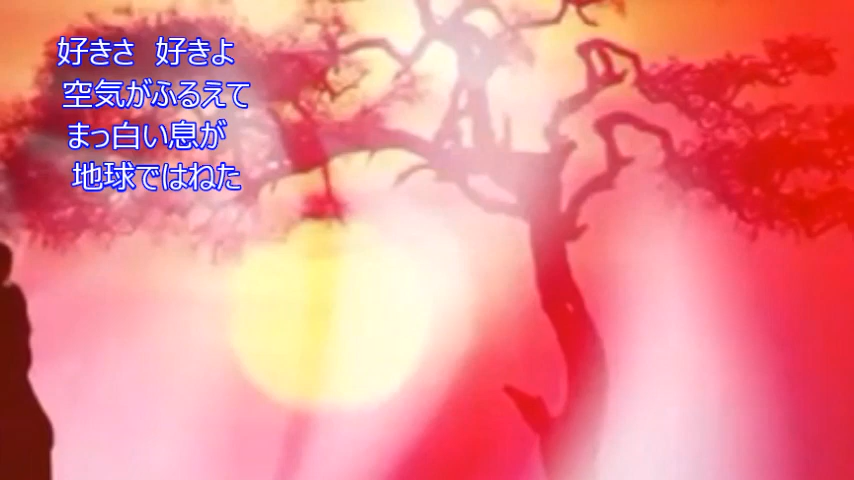 好きさ　好きよ
空気がふるえて
まっ白い息が
地球ではねた